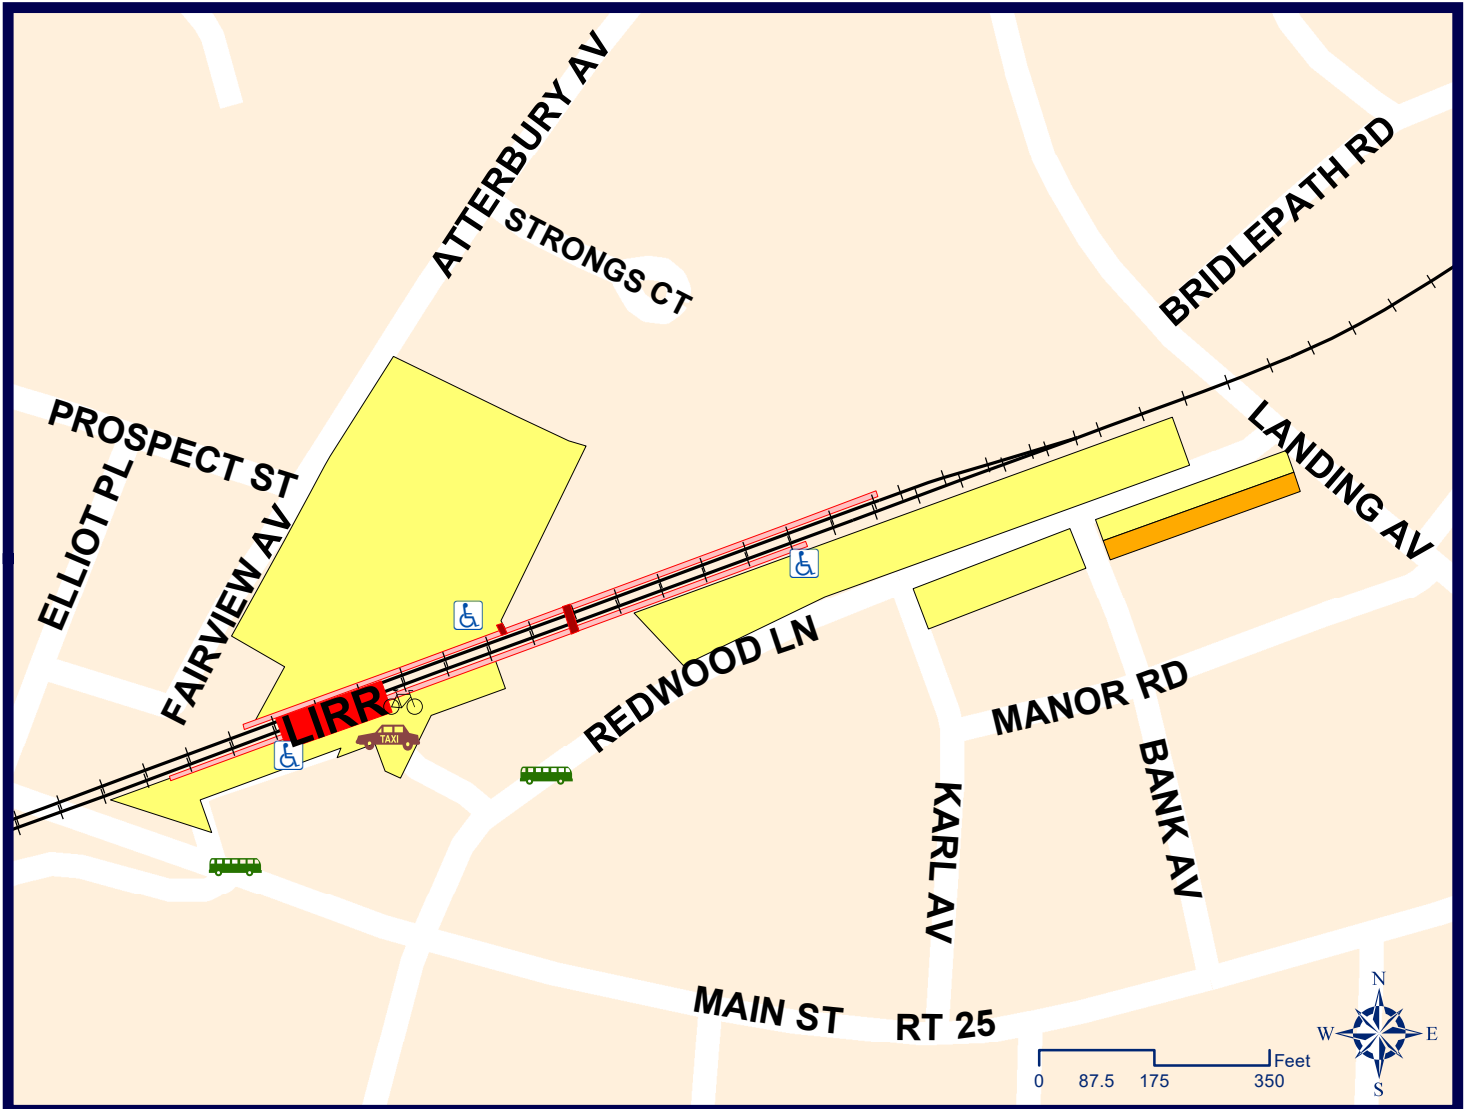 ATTERBURY AV
STRONGS CT
BRIDLEPATH RD
PROSPECT ST
ELLIOT PL
FAIRVIEW AV
LANDING AV
LIRR
TAXI
REDWOOD LN
MANOR RD
KARL AV
BANK AV
MAIN ST RT 25
N
W E
S
Feet
0 87.5 175 350